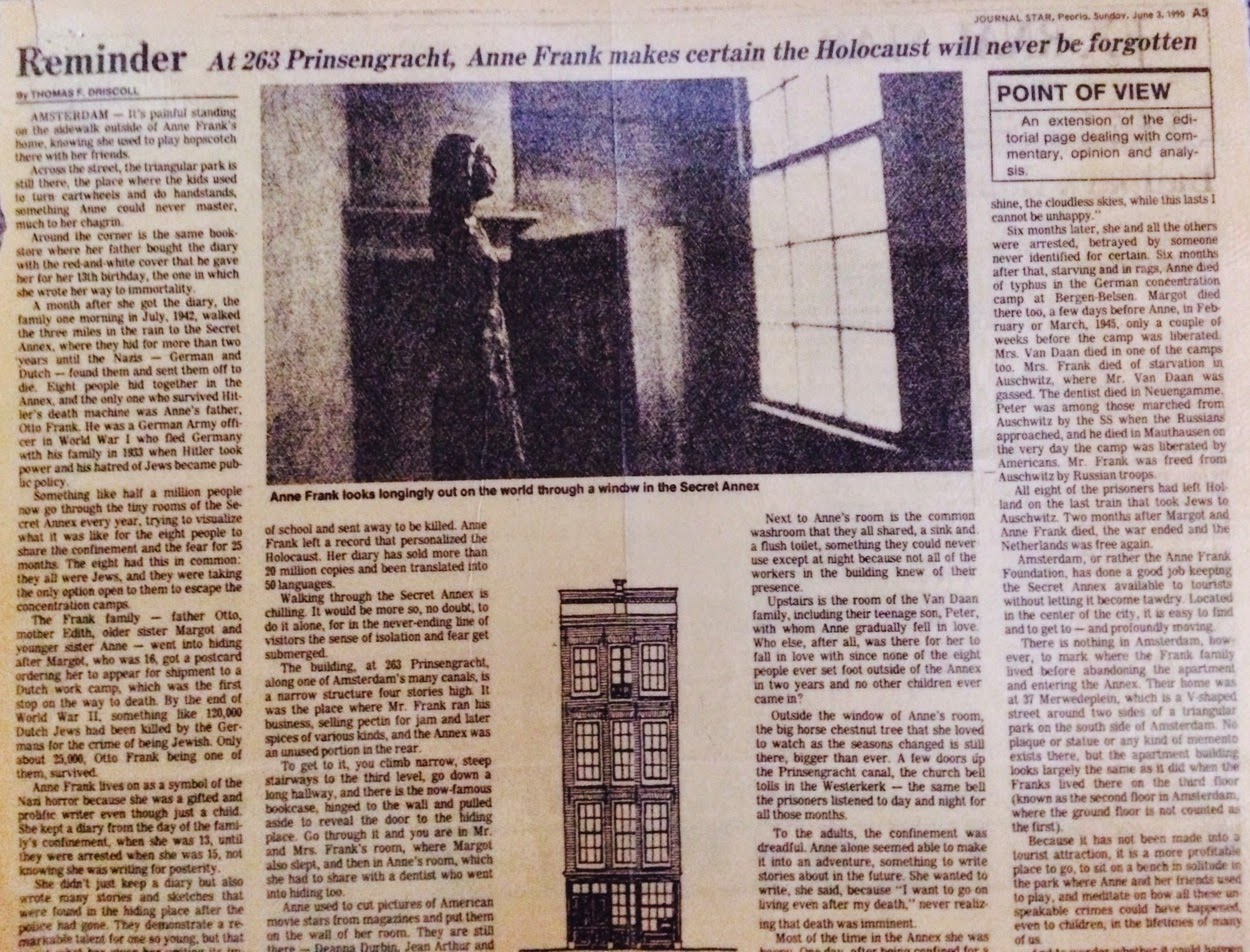 JOURNAL STAR, Peoria, Sunday, June 3, 1990 A5
Reminder At 263 Prinsengracht, Anne Frank makes certain the Holocaust will never be forgotten
By THOMAS F. DRISCOLL
AMSTERDAM — It's painful standing
on the sidewalk outside of Anne Frank's
home, knowing she used to play hopscotch
there with her friends.
Across the street, the triangular park is
still there, the place where the kids used
to turn cartwheels and do handstands,
something Anne could never master,
much to her chagrin.
Around the corner is the same book-
store where her father bought the diary
with the red-and-white cover that he gave
her for her 13th birthday, the one in which
she wrote her way to immortality.
A month after she got the diary, the
family one morning in July, 1942, walked
the three miles in the rain to the Secret
Annex, where they hid for more than two
years until the Nazis — German and
Dutch — found them and sent them off to
die. Eight people hid together in the
Annex, and the only one who survived Hit-
ler's death machine was Anne's father,
Otto Frank. He was a German Army offi-
cer in World War I who fled Germany
with his family in 1933 when Hitler took
power and his hatred of Jews became pub-
lic policy.
Something like half a million people
now go through the tiny rooms of the Se-
cret Annex every year, trying to visualize
what it was like for the eight people to
share the confinement and the fear for 25
months. The eight had this in common:
they all were Jews, and they were taking
the only option open to them to escape the
concentration camps.
The Frank family — father Otto,
mother Edith, older sister Margot and
younger sister Anne — went into hiding
after Margot, who was 16, got a postcard
ordering her to appear for shipment to a
Dutch work camp, which was the first
stop on the way to death. By the end of
World War II, something like 120,000
Dutch Jews had been killed by the Ger-
mans for the crime of being Jewish. Only
about 25,000, Otto Frank being one of
them, survived.
Anne Frank lives on as a symbol of the
Nazi horror because she was a gifted and
prolific writer even though just a child.
She kept a diary from the day of the fami-
ly's confinement, when she was 13, until
they were arrested when she was 15, not
knowing she was writing for posterity.
She didn't just keep a diary but also
wrote many stories and sketches that
were found in the hiding place after the
police had gone. They demonstrate a re-
markable talent for one so young, but that
Anne Frank looks longingly out on the world through a window in the Secret Annex
of school and sent away to be killed. Anne
Frank left a record that personalized the
Holocaust. Her diary has sold more than
20 million copies and been translated into
50 languages.
Walking through the Secret Annex is
chilling. It would be more so, no doubt, to
do it alone, for in the never-ending line of
visitors the sense of isolation and fear get
submerged.
The building, at 263 Prinsengracht,
along one of Amsterdam's many canals, is
a narrow structure four stories high. It
was the place where Mr. Frank ran his
business, selling pectin for jam and later
spices of various kinds, and the Annex was
an unused portion in the rear.
To get to it, you climb narrow, steep
stairways to the third level, go down a
long hallway, and there is the now-famous
bookcase, hinged to the wall and pulled
aside to reveal the door to the hiding
place. Go through it and you are in Mr.
and Mrs. Frank's room, where Margot
also slept, and then in Anne's room, which
she had to share with a dentist who went
into hiding too.
Anne used to cut pictures of American
movie stars from magazines and put them
on the wall of her room. They are still
there — Deanna Durbin, Jean Arthur and
Next to Anne's room is the common
washroom that they all shared, a sink and
a flush toilet, something they could never
use except at night because not all of the
workers in the building knew of their
presence.
Upstairs is the room of the Van Daan
family, including their teenage son, Peter,
with whom Anne gradually fell in love.
Who else, after all, was there for her to
fall in love with since none of the eight
people ever set foot outside of the Annex
in two years and no other children ever
came in?
Outside the window of Anne's room,
the big horse chestnut tree that she loved
to watch as the seasons changed is still
there, bigger than ever. A few doors up
the Prinsengracht canal, the church bell
tolls in the Westerkerk — the same bell
the prisoners listened to day and night for
all those months.
To the adults, the confinement was
dreadful. Anne alone seemed able to make
it into an adventure, something to write
stories about in the future. She wanted to
write, she said, because "I want to go on
living even after my death," never realiz-
ing that death was imminent.
Most of the time in the Annex she was
POINT OF VIEW
An extension of the edi-
torial page dealing with com-
mentary, opinion and analy-
sis.
shine, the cloudless skies, while this lasts I
cannot be unhappy."
Six months later, she and all the others
were arrested, betrayed by someone
never identified for certain. Six months
after that, starving and in rags, Anne died
of typhus in the German concentration
camp at Bergen-Belsen. Margot died
there too, a few days before Anne, in Feb-
ruary or March, 1945, only a couple of
weeks before the camp was liberated.
Mrs. Van Daan died in one of the camps
too. Mrs. Frank died of starvation in
Auschwitz, where Mr. Van Daan was
gassed. The dentist died in Neuengamme.
Peter was among those marched from
Auschwitz by the SS when the Russians
approached, and he died in Mauthausen on
the very day the camp was liberated by
Americans. Mr. Frank was freed from
Auschwitz by Russian troops.
All eight of the prisoners had left Hol-
land on the last train that took Jews to
Auschwitz. Two months after Margot and
Anne Frank died, the war ended and the
Netherlands was free again.
Amsterdam, or rather the Anne Frank
Foundation, has done a good job keeping
the Secret Annex available to tourists
without letting it become tawdry. Located
in the center of the city, it is easy to find
and to get to — and profoundly moving.
There is nothing in Amsterdam, how-
ever, to mark where the Frank family
lived before abandoning the apartment
and entering the Annex. Their home was
at 37 Merwedeplein, which is a V-shaped
street around two sides of a triangular
park on the south side of Amsterdam. No
plaque or statue or any kind of memento
exists there, but the apartment building
looks largely the same as it did when the
Franks lived there on the third floor
(known as the second floor in Amsterdam,
where the ground floor is not counted as
the first).
Because it has not been made into a
tourist attraction, it is a more profitable
place to go, to sit on a bench in solitude in
the park where Anne and her friends used
to play, and meditate on how all these un-
speakable crimes could have happened,
even to children, in the lifetimes of many
of us.